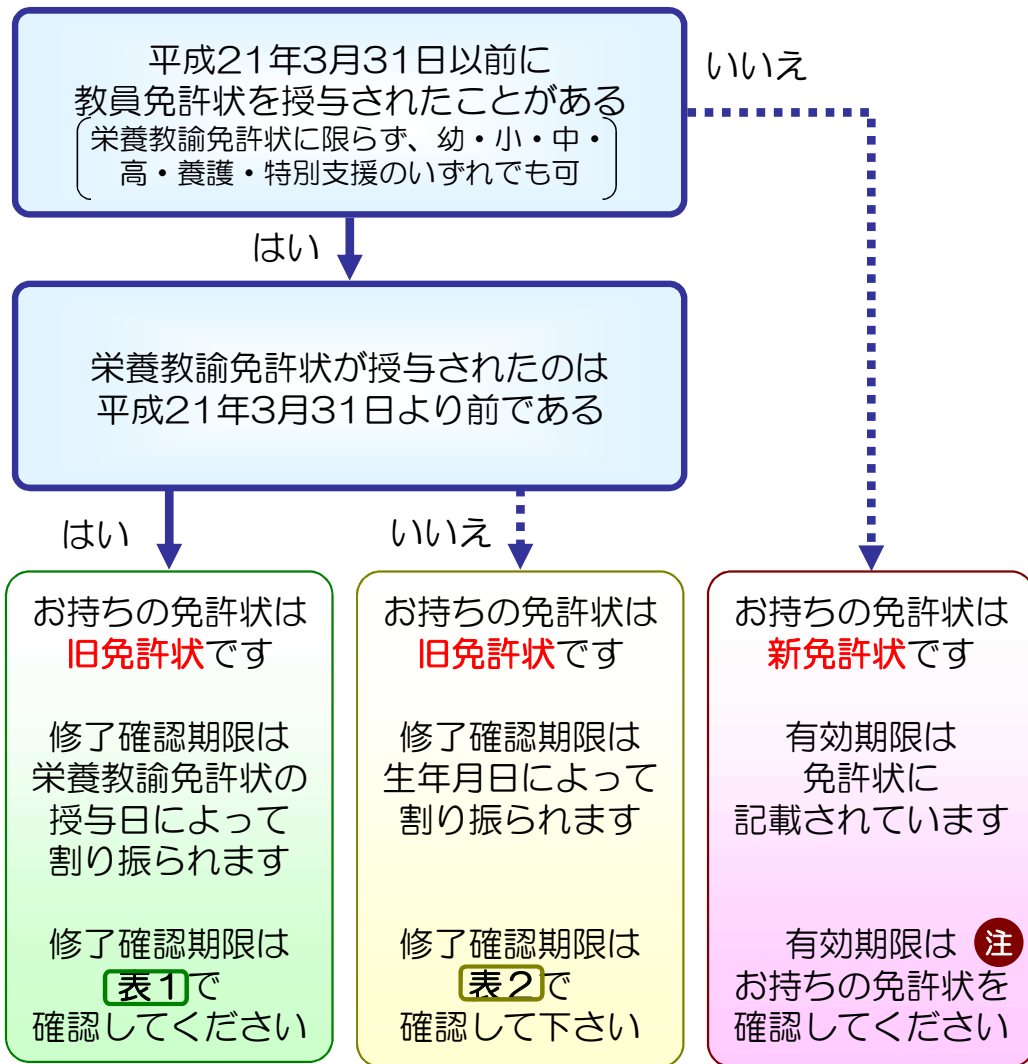 平成21年3月31日以前に
教員免許状を授与されたことがある
栄養教諭免許状に限らず、幼・小・中・
高・養護・特別支援のいずれでも可
いいえ
はい
栄養教諭免許状が授与されたのは
平成21年3月31日より前である
はい
いいえ
お持ちの免許状は
旧免許状です
修了確認期限は
栄養教諭免許状の
授与日によって
割り振られます
修了確認期限は
表1で
確認してください
お持ちの免許状は
旧免許状です
修了確認期限は
生年月日によって
割り振られます
修了確認期限は
表2で
確認して下さい
お持ちの免許状は
新免許状です
有効期限は
免許状に
記載されています
有効期限は 注
お持ちの免許状を
確認してください